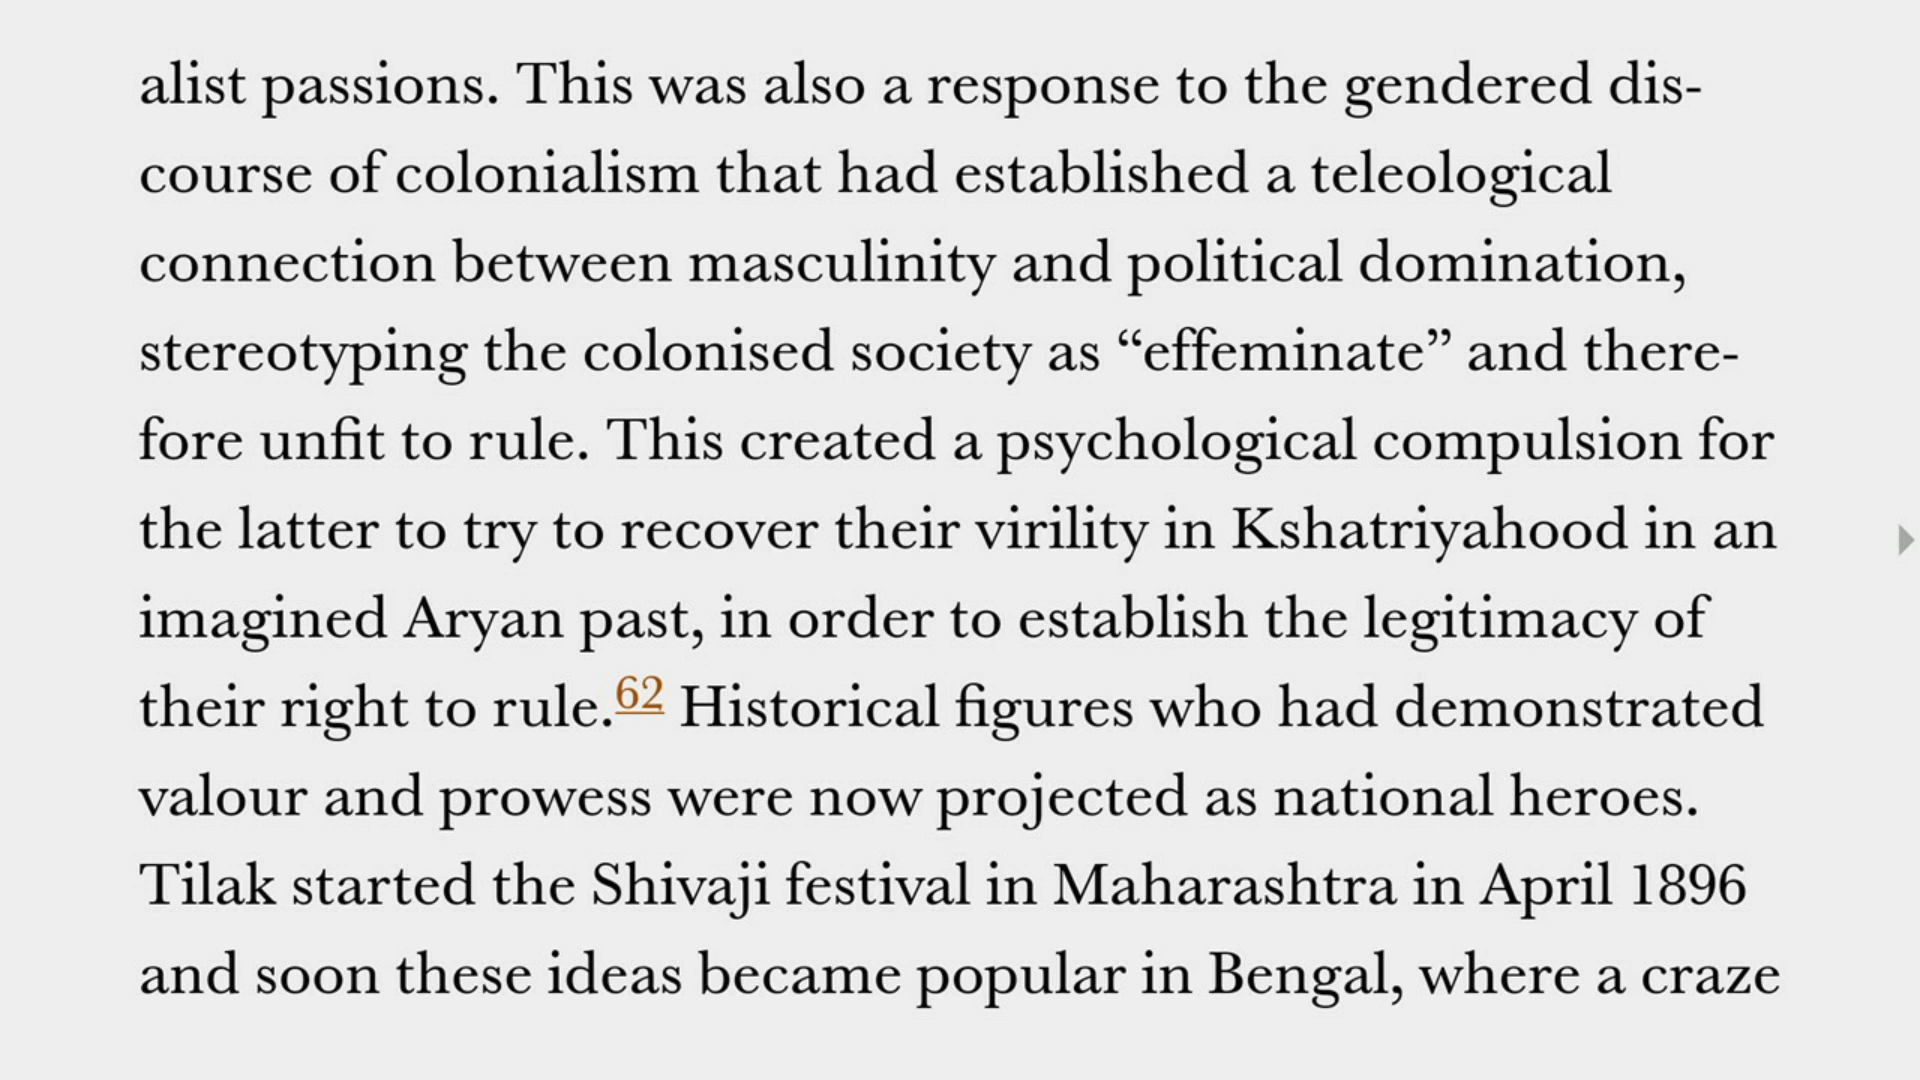 alist passions. This was also a response to the gendered dis-
course of colonialism that had established a teleological
connection between masculinity and political domination,
stereotyping the colonised society as “effeminate” and there-
fore unfit to rule. This created a psychological compulsion for
the latter to try to recover their virility in Kshatriyahood in an
imagined Aryan past, in order to establish the legitimacy of
their right to rule.62 Historical figures who had demonstrated
valour and prowess were now projected as national heroes.
Tilak started the Shivaji festival in Maharashtra in April 1896
and soon these ideas became popular in Bengal, where a craze